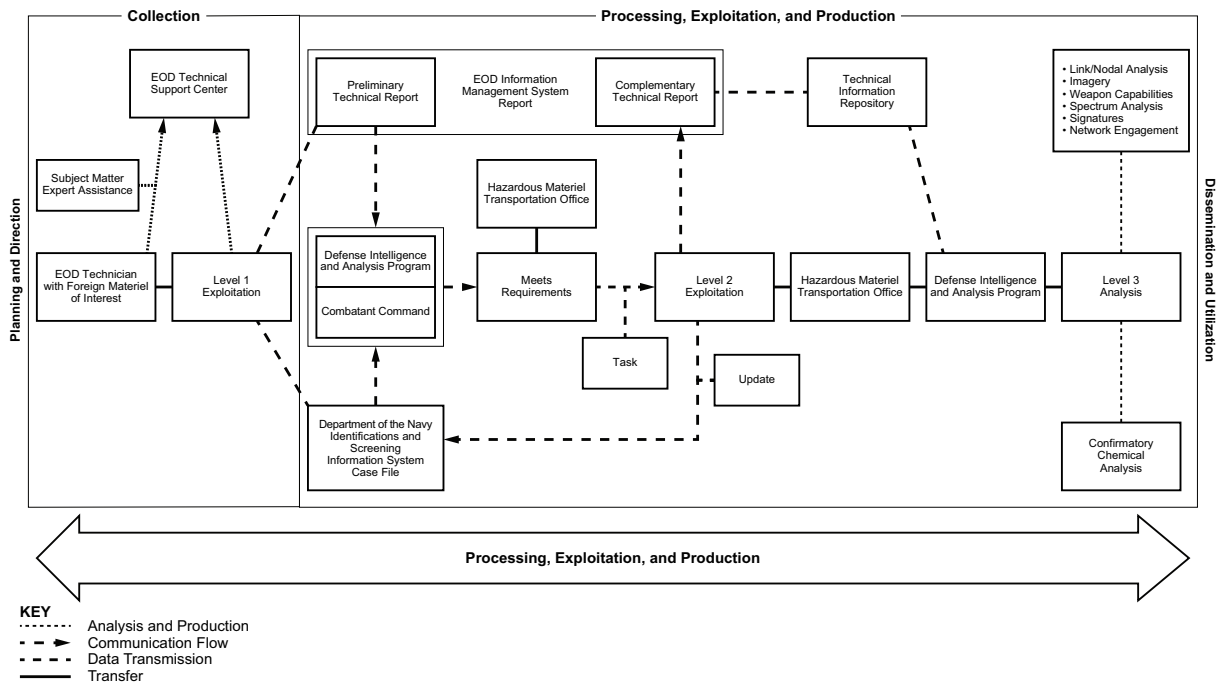 Collection
Processing, Exploitation, and Production
Planning and Direction
EOD Technical
Support Center
Subject Matter
Expert Assistance
EOD Technician
with Foreign Materiel
of Interest
Level 1
Exploitation
Preliminary
Technical Report
EOD Information
Management System
Report
Complementary
Technical Report
Technical
Information
Repository
• Link/Nodal Analysis
• Imagery
• Weapon Capabilities
• Spectrum Analysis
• Signatures
• Network Engagement
Hazardous Materiel
Transportation Office
Defense Intelligence
and Analysis Program
Combatant Command
Meets
Requirements
Level 2
Exploitation
Hazardous Materiel
Transportation Office
Defense Intelligence
and Analysis Program
Level 3
Analysis
Task
Update
Department of the Navy
Identifications and
Screening
Information System
Case File
Confirmatory
Chemical
Analysis
Dissemination and Utilization
Processing, Exploitation, and Production
KEY
Analysis and Production
Communication Flow
Data Transmission
Transfer